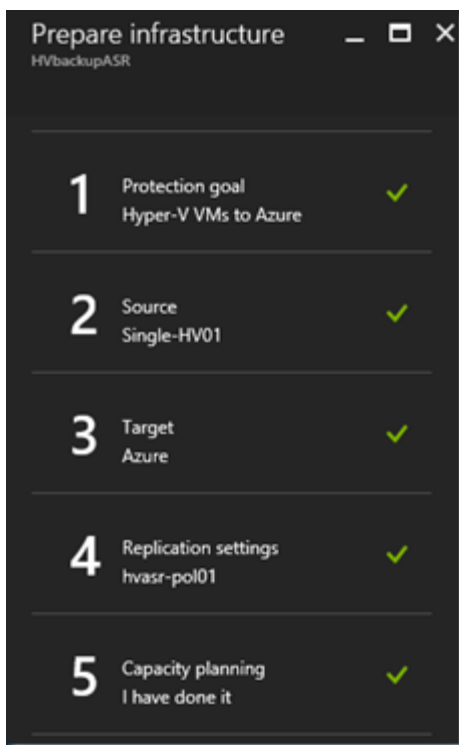 Prepare infrastructure
HVbackupASR
1
Protection goal
Hyper-V VMs to Azure
2
Source
Single-HV01
3
Target
Azure
4
Replication settings
hvasr-pol01
5
Capacity planning
I have done it